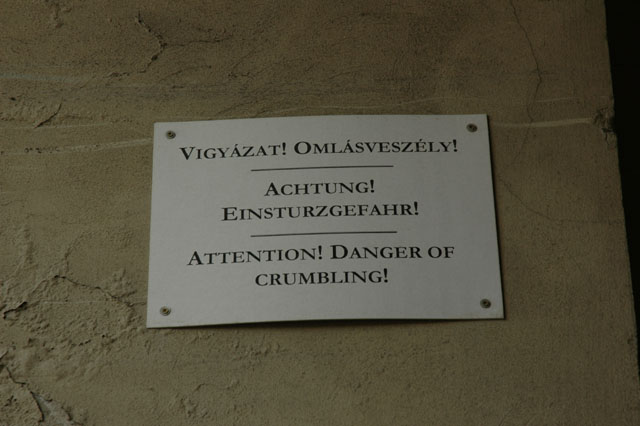 VIGYÁZAT! OMLÁSVESZÉLY!
ACHTUNG!
EINSTURZGEFAHR!
ATTENTION! DANGER OF
CRUMBLING!